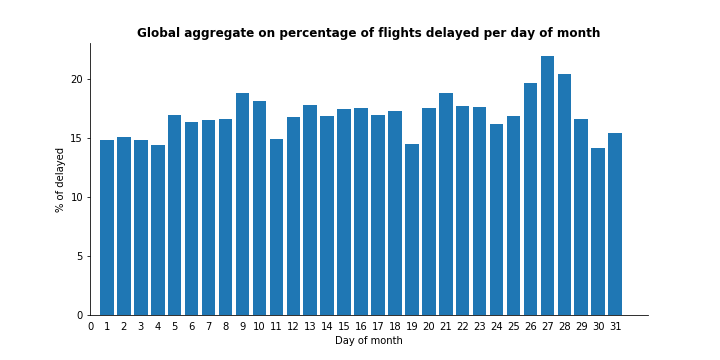 Global aggregate on percentage of flights delayed per day of month
% of delayed
20
15
10
5
0
0 1 2 3 4 5 6 7 8 9 10 11 12 13 14 15 16 17 18 19 20 21 22 23 24 25 26 27 28 29 30 31
Day of month